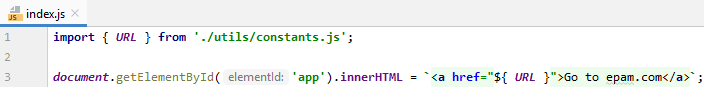 index.js
1 import { URL } from './utils/constants.js';
2
3 document.getElementById( elementId: 'app').innerHTML = `<a href="${ URL }">Go to epam.com</a>`;